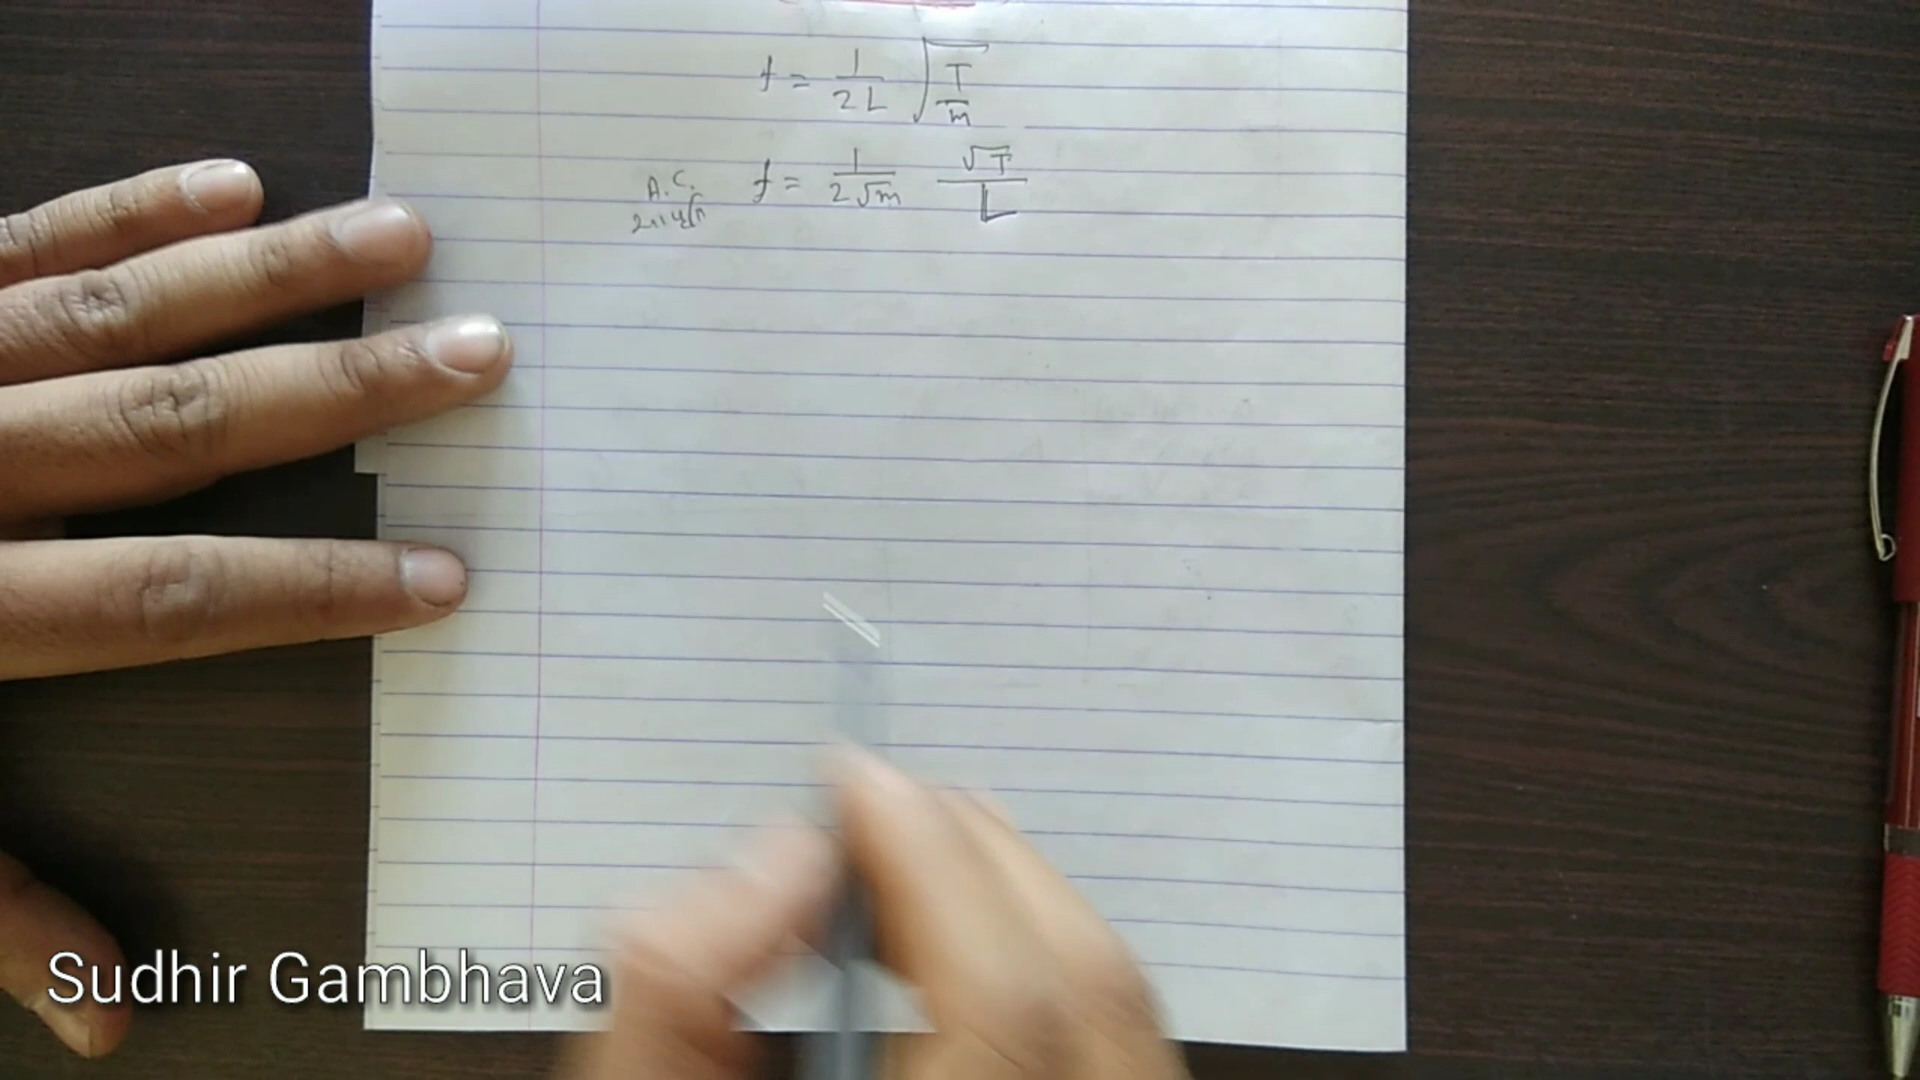 f = 1/2L √T/m
A.C. f = 1/2√m √T/L
Sudhir Gambhava